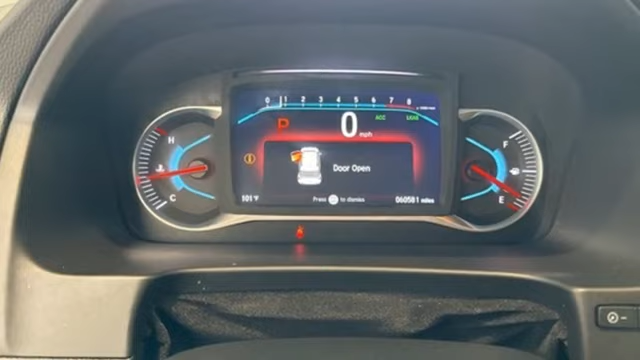 0 1 2 3 4 5 6 7 8
P 0 mph
H
C
Door Open
F
E
101°F
Press to dismiss
060581 miles